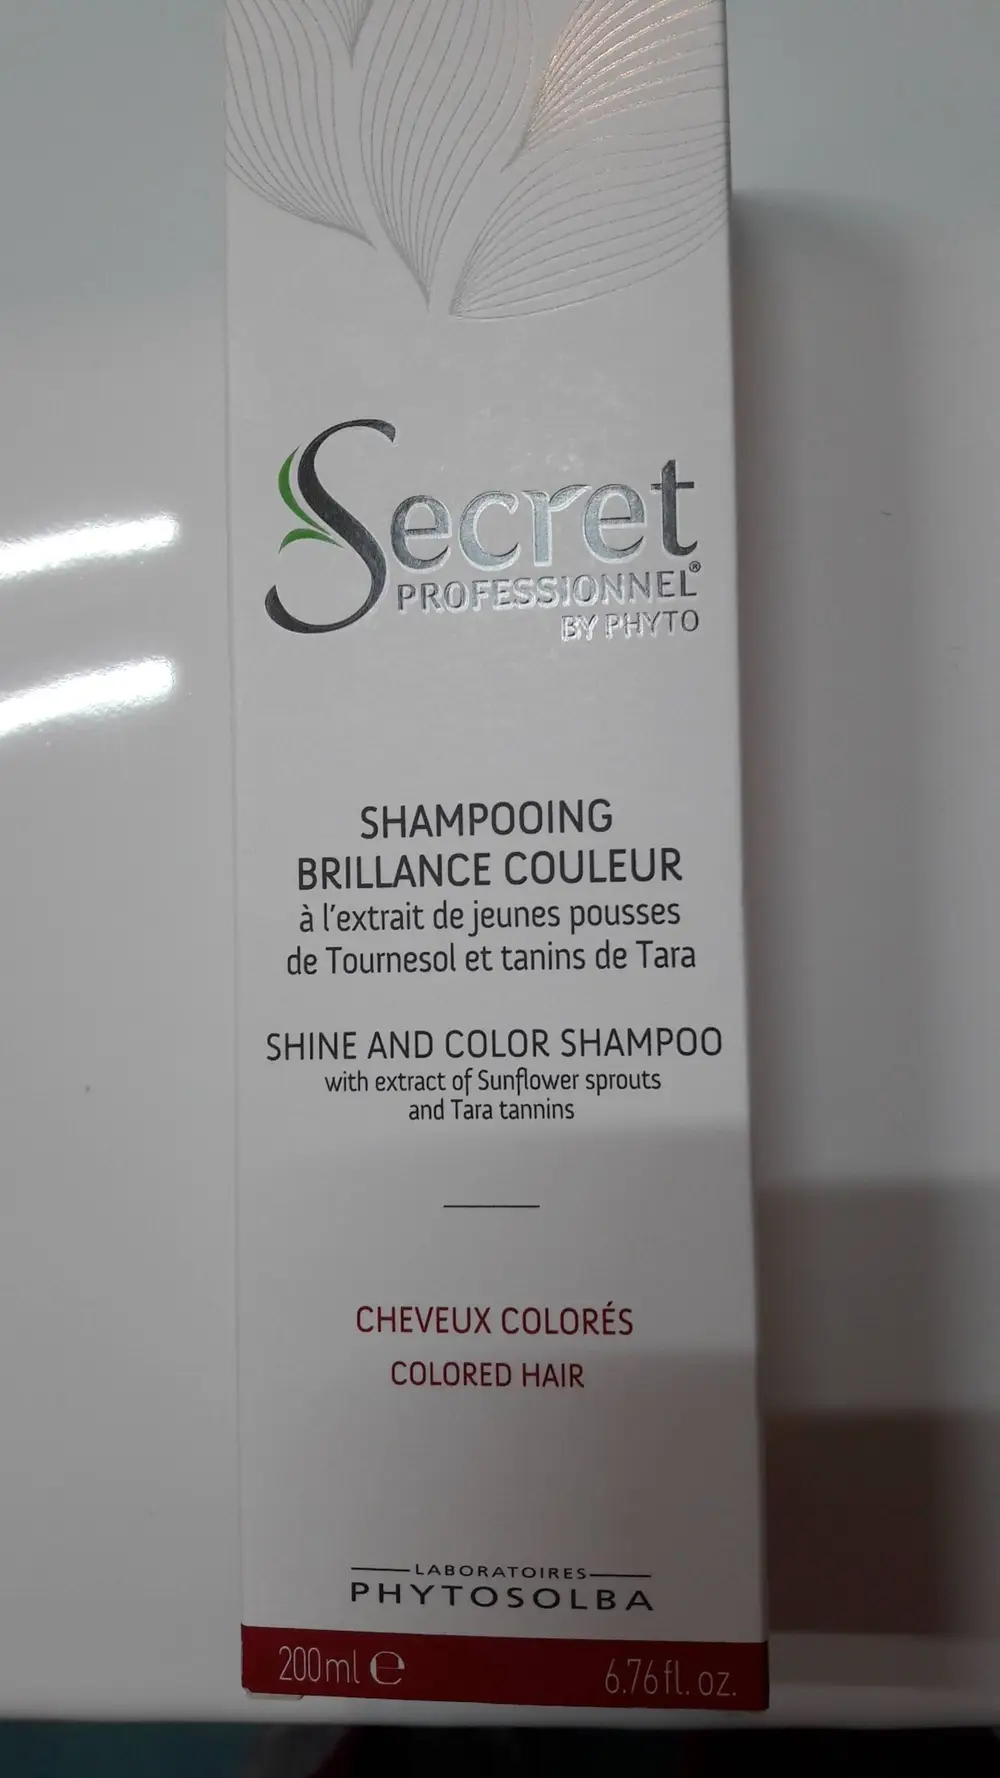 Secret
PROFESSIONNEL®
BY PHYTO
SHAMPOOING
BRILLANCE COULEUR
à l'extrait de jeunes pousses
de Tournesol et tanins de Tara
SHINE AND COLOR SHAMPOO
with extract of Sunflower sprouts
and Tara tannins
CHEVEUX COLORÉS
COLORED HAIR
LABORATOIRES
PHYTOSOLBA
200ml ℮ 6.76fl. oz.